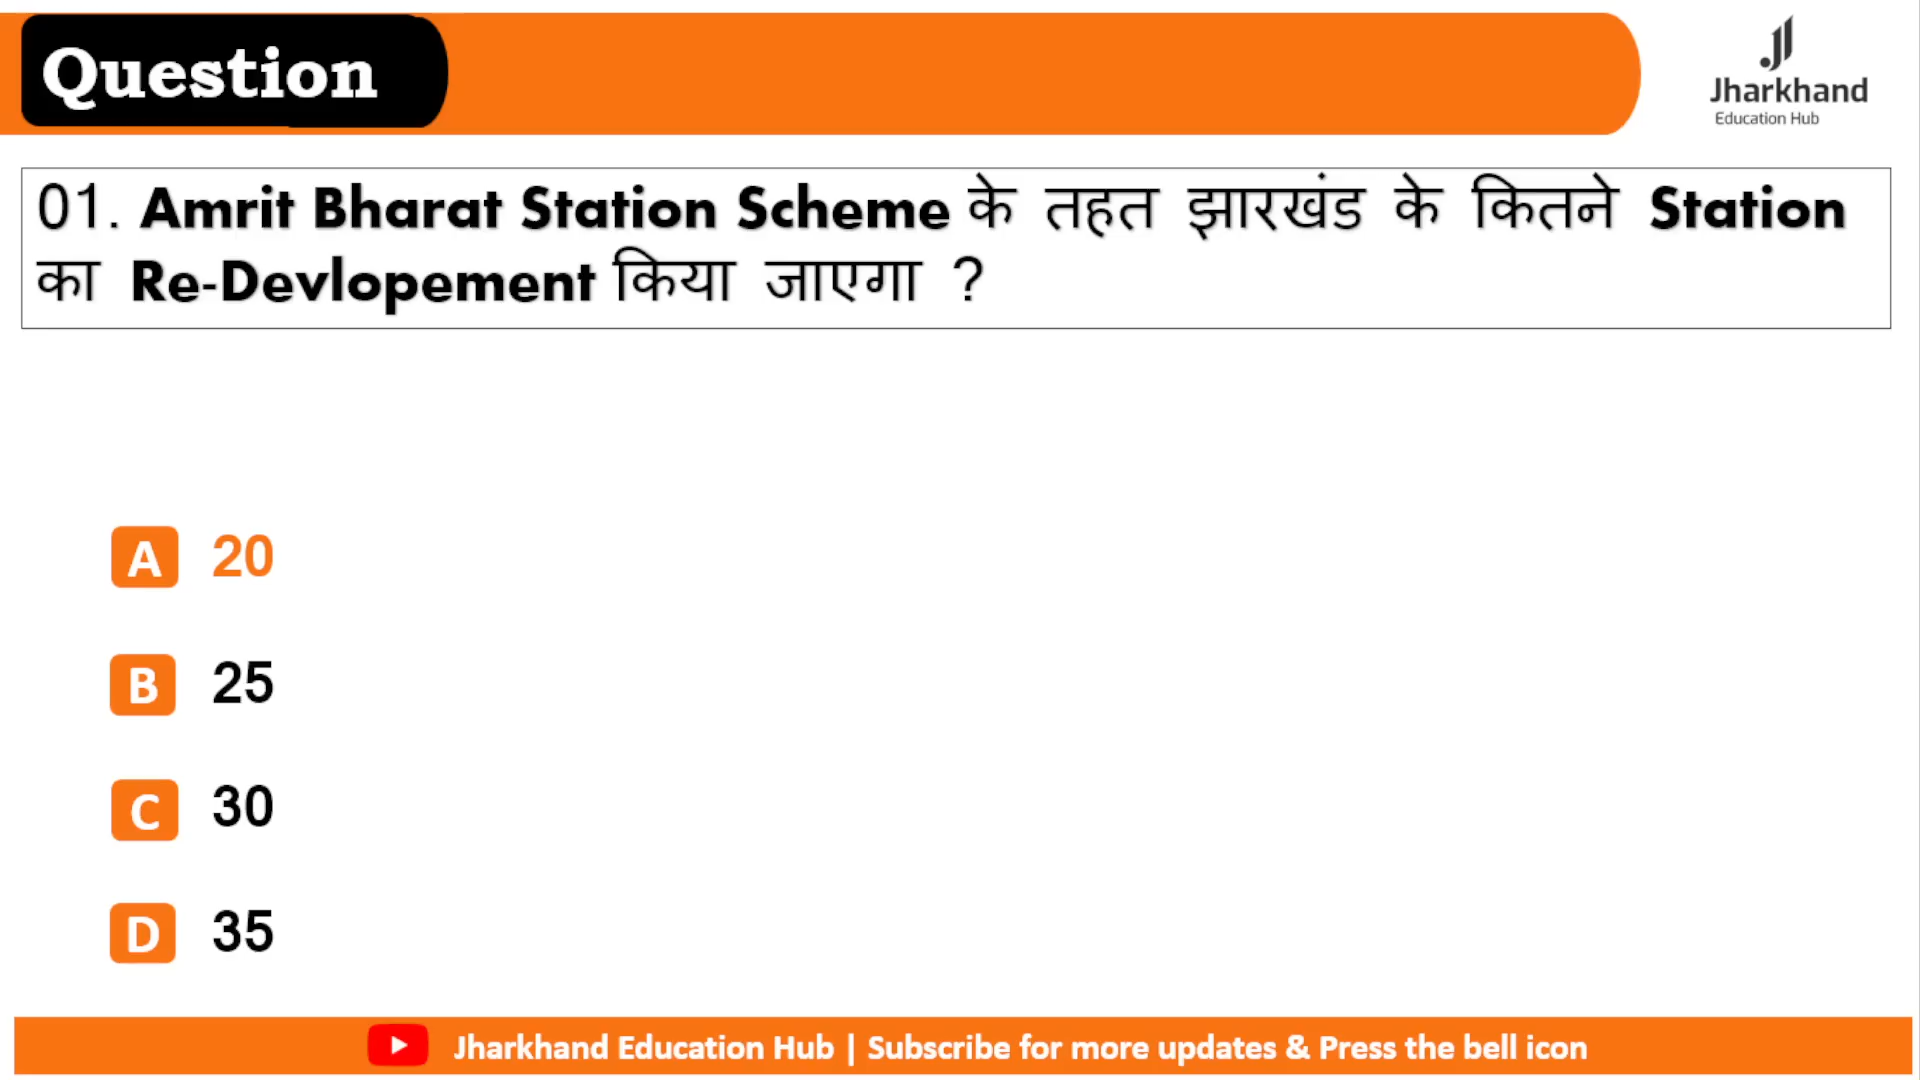 Question
Jharkhand
Education Hub
01. Amrit Bharat Station Scheme के तहत झारखंड के कितने Station
का Re-Devlopement किया जाएगा ?
A 20
B 25
C 30
D 35
Jharkhand Education Hub | Subscribe for more updates & Press the bell icon